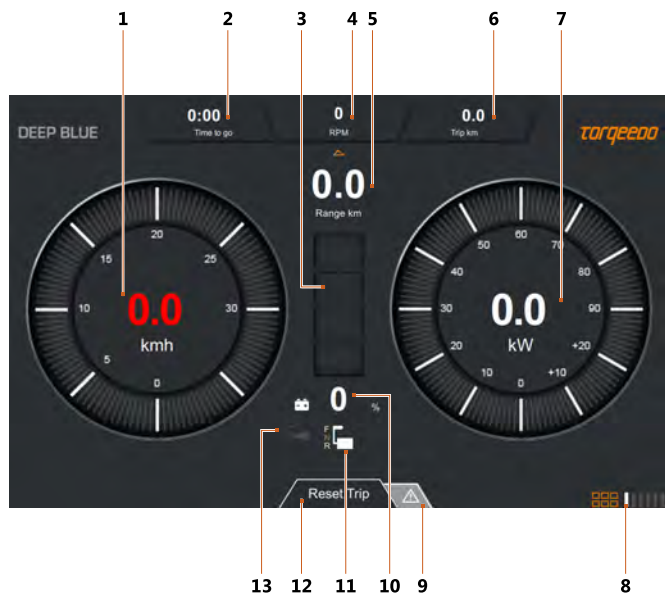 1 2 3 4 5 6 7
0:00 0 0.0
Time to go RPM Trip km
DEEP BLUE
torqeedo
0.0
Range km
20
15 25
10 30
5
0
0.0
kmh
60
50 70
40 80
30 90
20 +20
10 +10
0
0.0
kW
0 %
F
N
R
Reset Trip
13 12 11 10 9 8